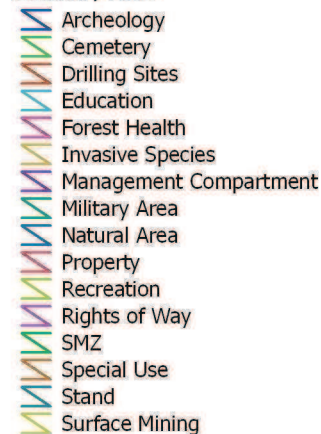 Archeology
Cemetery
Drilling Sites
Education
Forest Health
Invasive Species
Management Compartment
Military Area
Natural Area
Property
Recreation
Rights of Way
SMZ
Special Use
Stand
Surface Mining